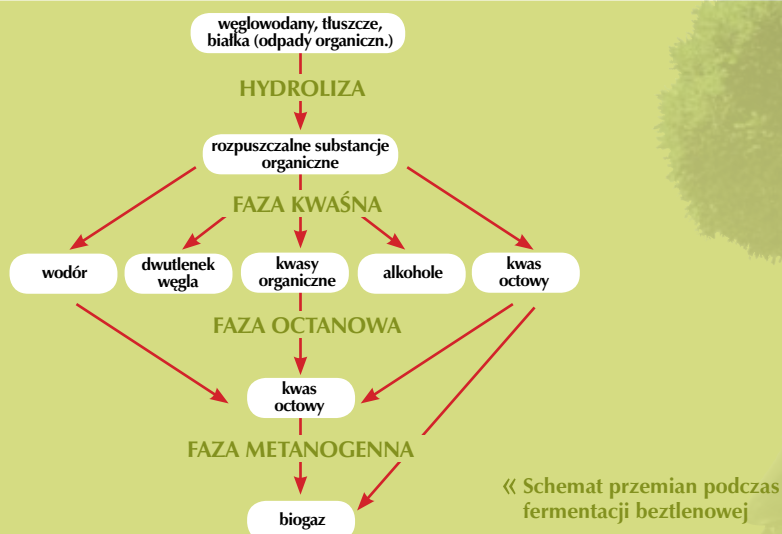 węglowodany, tłuszcze,
białka (odpady organiczn.)
HYDROLIZA
rozpuszczalne substancje
organiczne
FAZA KWAŚNA
wodór
dwutlenek
węgla
kwasy
organiczne
alkohole
kwas
octowy
FAZA OCTANOWA
kwas
octowy
FAZA METANOGENNA
biogaz
« Schemat przemian podczas
fermentacji beztlenowej